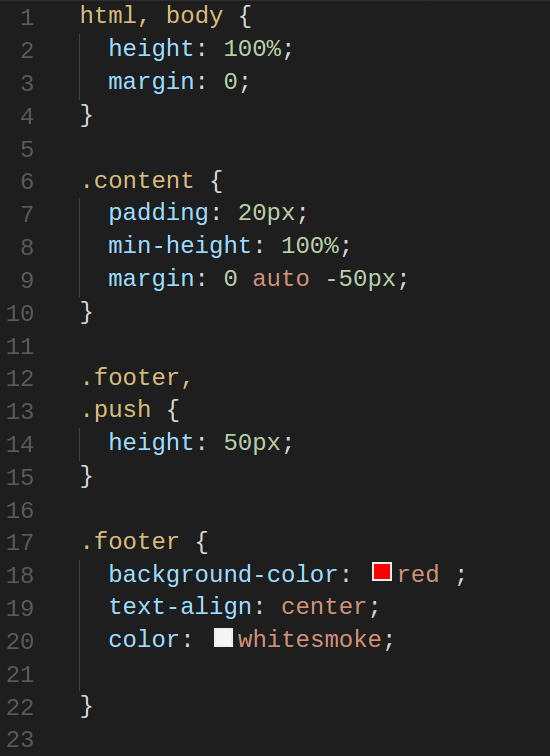 1 html, body {
2 height: 100%;
3 margin: 0;
4 }
5
6 .content {
7 padding: 20px;
8 min-height: 100%;
9 margin: 0 auto -50px;
10 }
11
12 .footer,
13 .push {
14 height: 50px;
15 }
16
17 .footer {
18 background-color: red ;
19 text-align: center;
20 color: whitesmoke;
21
22 }
23